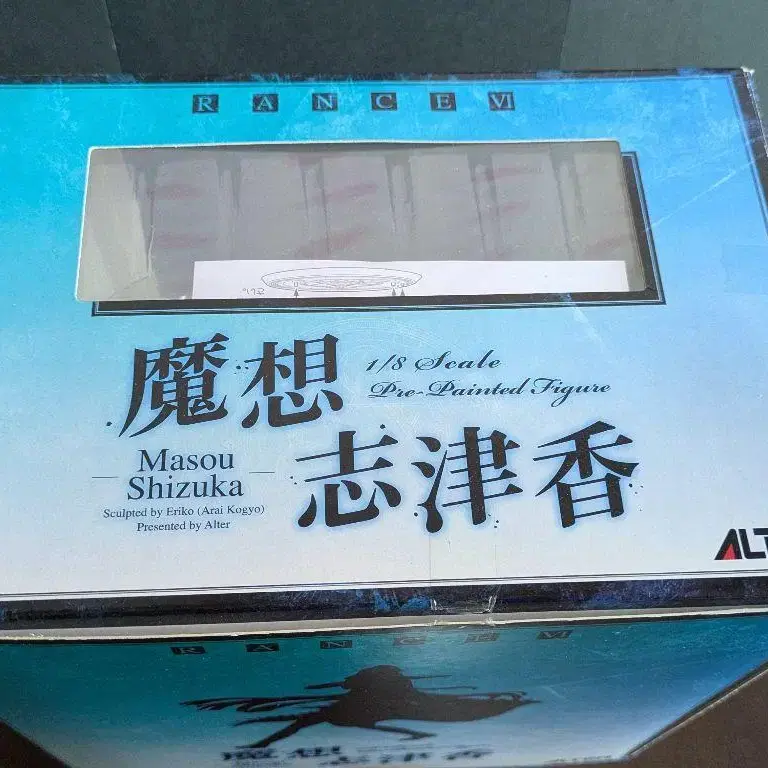 RANCE VI
魔想
1/8 Scale
Pre-Painted Figure
志津香
Masou
Shizuka
Sculpted by Eriko (Arai Kogyo)
Presented by Alter
ALT
RANCE VI